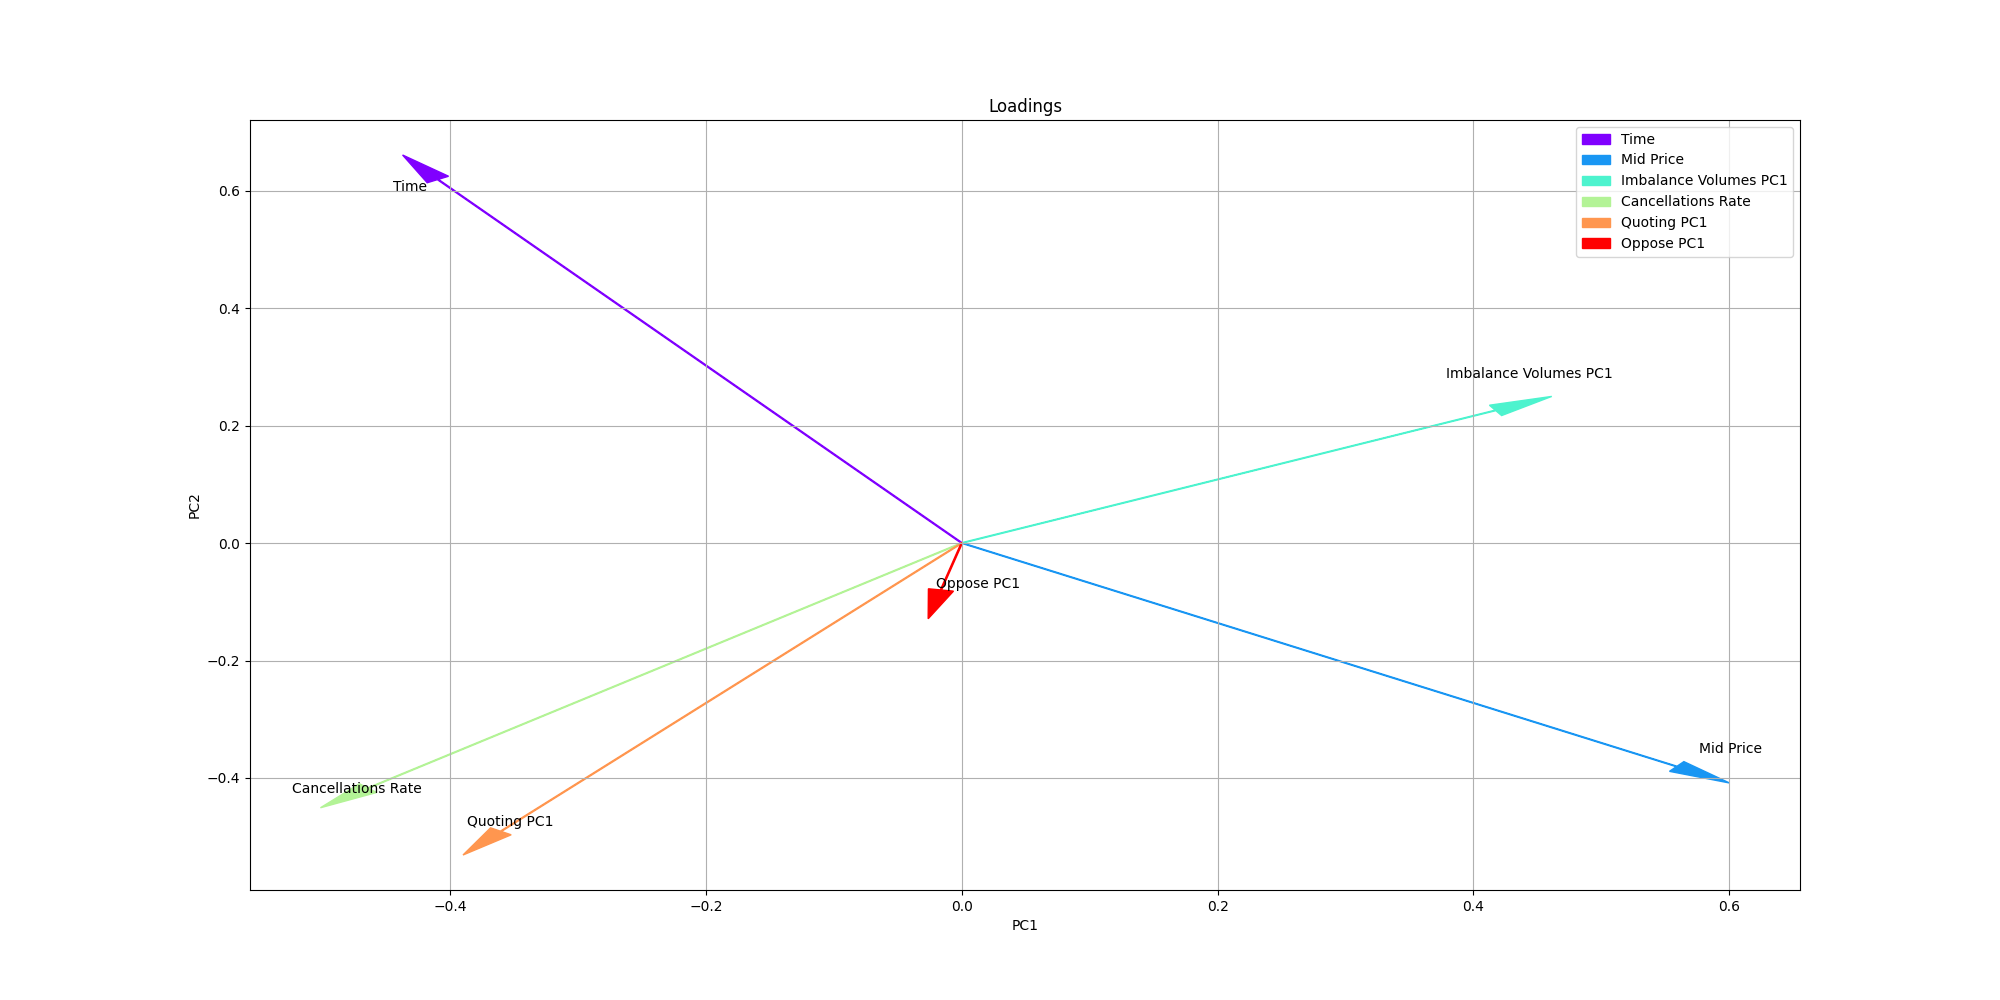 Loadings
Time
Mid Price
Imbalance Volumes PC1
Cancellations Rate
Quoting PC1
Oppose PC1
Time
Imbalance Volumes PC1
Oppose PC1
Mid Price
Cancellations Rate
Quoting PC1
0.6
0.4
0.2
0.0
−0.2
−0.4
PC2
−0.4
−0.2
0.0
0.2
0.4
0.6
PC1